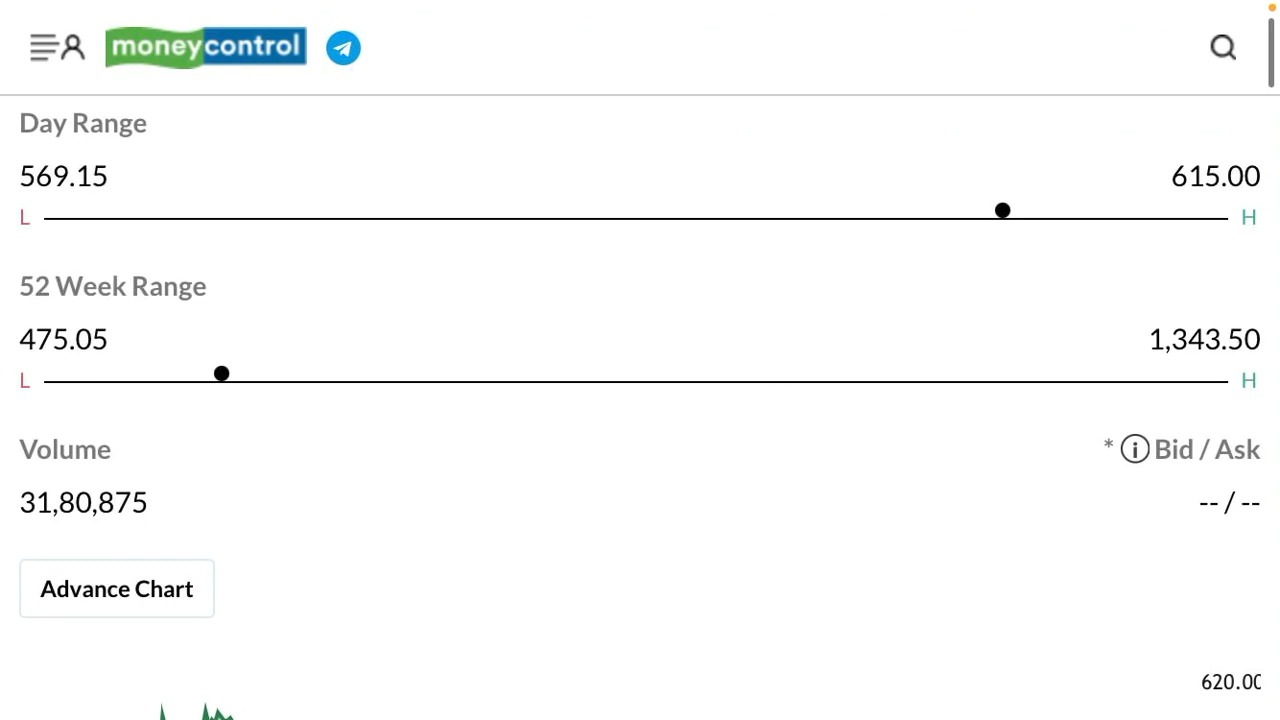 moneycontrol
Day Range
569.15 615.00
L H
52 Week Range
475.05 1,343.50
L H
Volume * i Bid / Ask
31,80,875 -- / --
Advance Chart
620.00